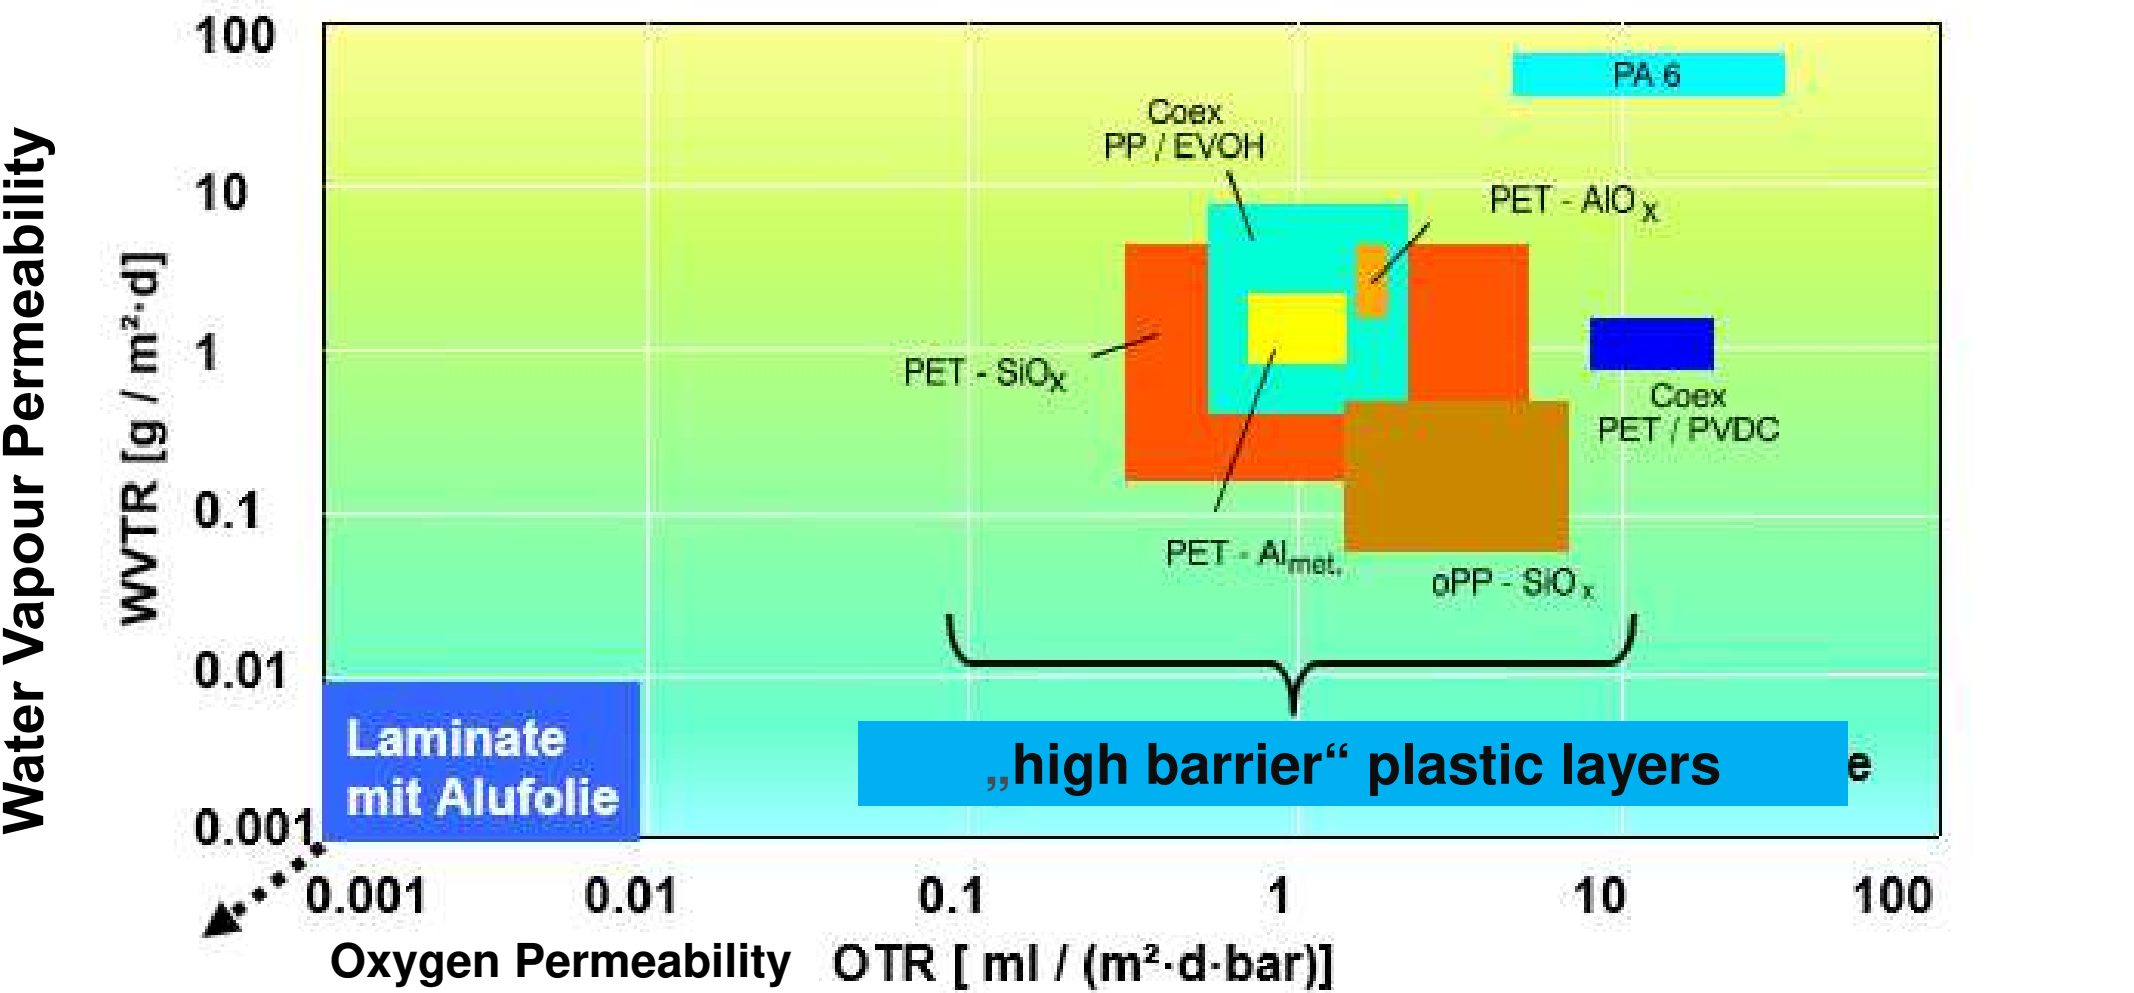 Water Vapour Permeability
WVTR [g / m²·d]
100
10
1
0.1
0.01
0.001
PA 6
Coex
PP / EVOH
PET - AlOx
PET - SiOx
Coex
PET / PVDC
PET - Almet.
oPP - SiOx
Laminate
mit Alufolie
„high barrier“ plastic layers
e
0.001 0.01 0.1 1 10 100
Oxygen Permeability OTR [ ml / (m²·d·bar)]